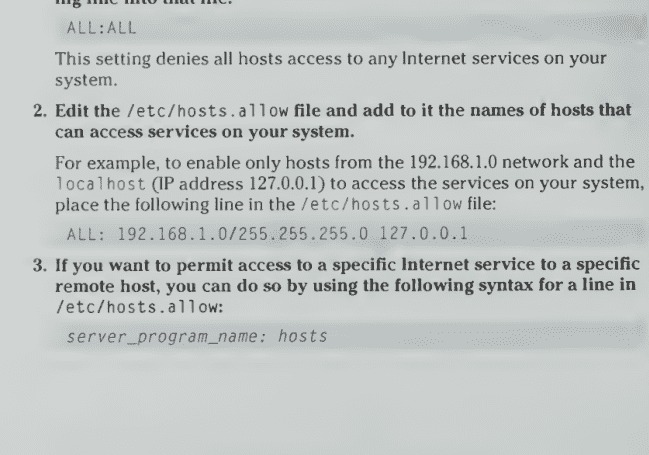 ing line into that file:
ALL:ALL
This setting denies all hosts access to any Internet services on your
system.
2. Edit the /etc/hosts.allow file and add to it the names of hosts that
can access services on your system.
For example, to enable only hosts from the 192.168.1.0 network and the
localhost (IP address 127.0.0.1) to access the services on your system,
place the following line in the /etc/hosts.allow file:
ALL: 192.168.1.0/255.255.255.0 127.0.0.1
3. If you want to permit access to a specific Internet service to a specific
remote host, you can do so by using the following syntax for a line in
/etc/hosts.allow:
server_program_name: hosts